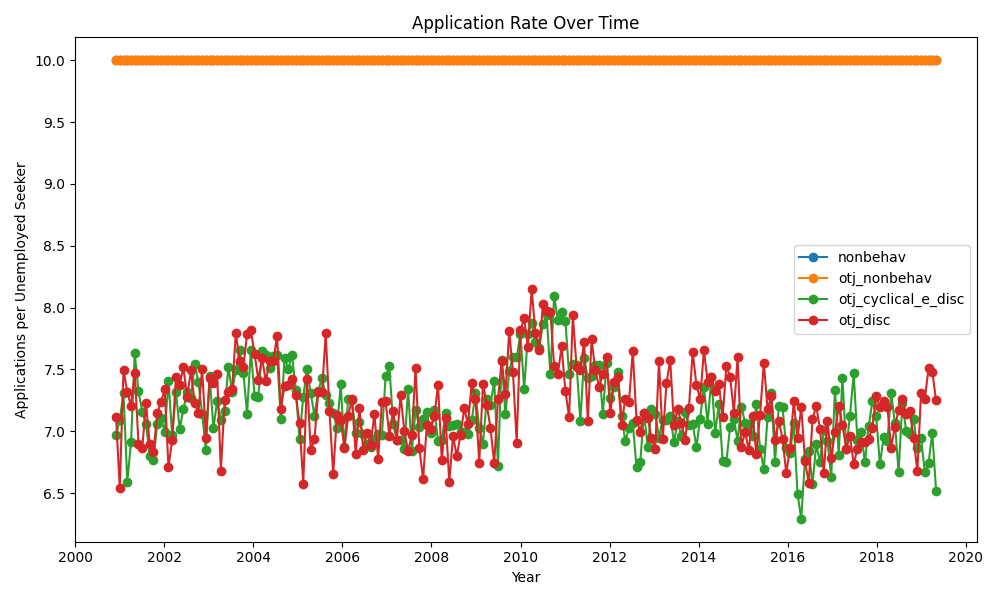 Application Rate Over Time
Applications per Unemployed Seeker
10.0
9.5
9.0
8.5
8.0
7.5
7.0
6.5
nonbehav
otj_nonbehav
otj_cyclical_e_disc
otj_disc
2000 2002 2004 2006 2008 2010 2012 2014 2016 2018 2020
Year